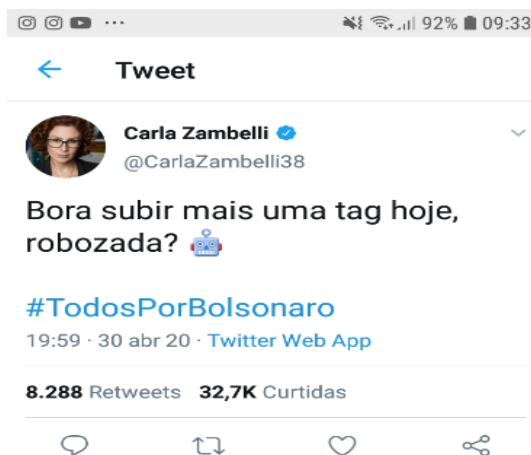 92% 09:33
Tweet
Carla Zambelli
@CarlaZambelli38
Bora subir mais uma tag hoje,
robozada? 🤖
#TodosPorBolsonaro
19:59 · 30 abr 20 · Twitter Web App
8.288 Retweets 32,7K Curtidas